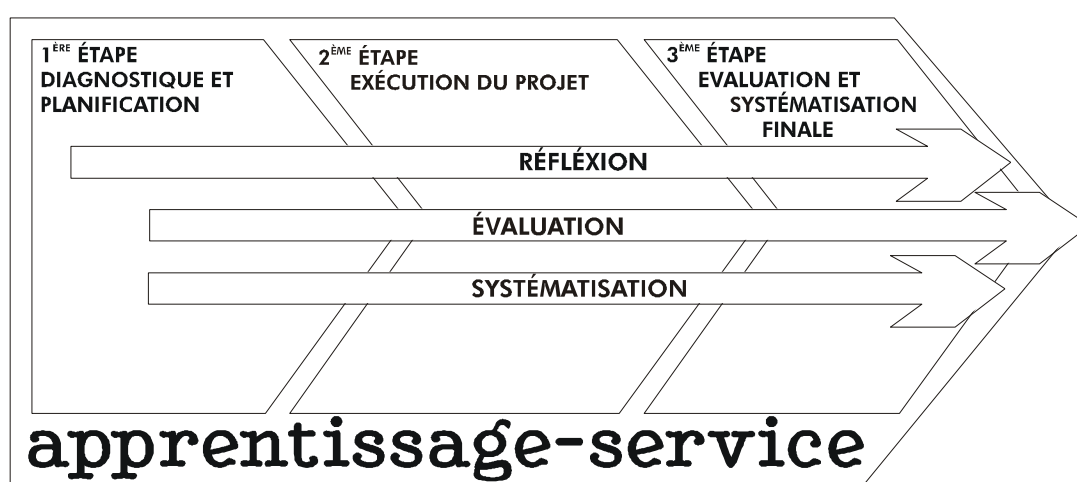 1ÈRE ÉTAPE
DIAGNOSTIQUE ET
PLANIFICATION
2ÈME ÉTAPE
EXÉCUTION DU PROJET
3ÈME ÉTAPE
EVALUATION ET
SYSTÉMATISATION
FINALE
RÉFLÉXION
ÉVALUATION
SYSTÉMATISATION
apprentissage-service